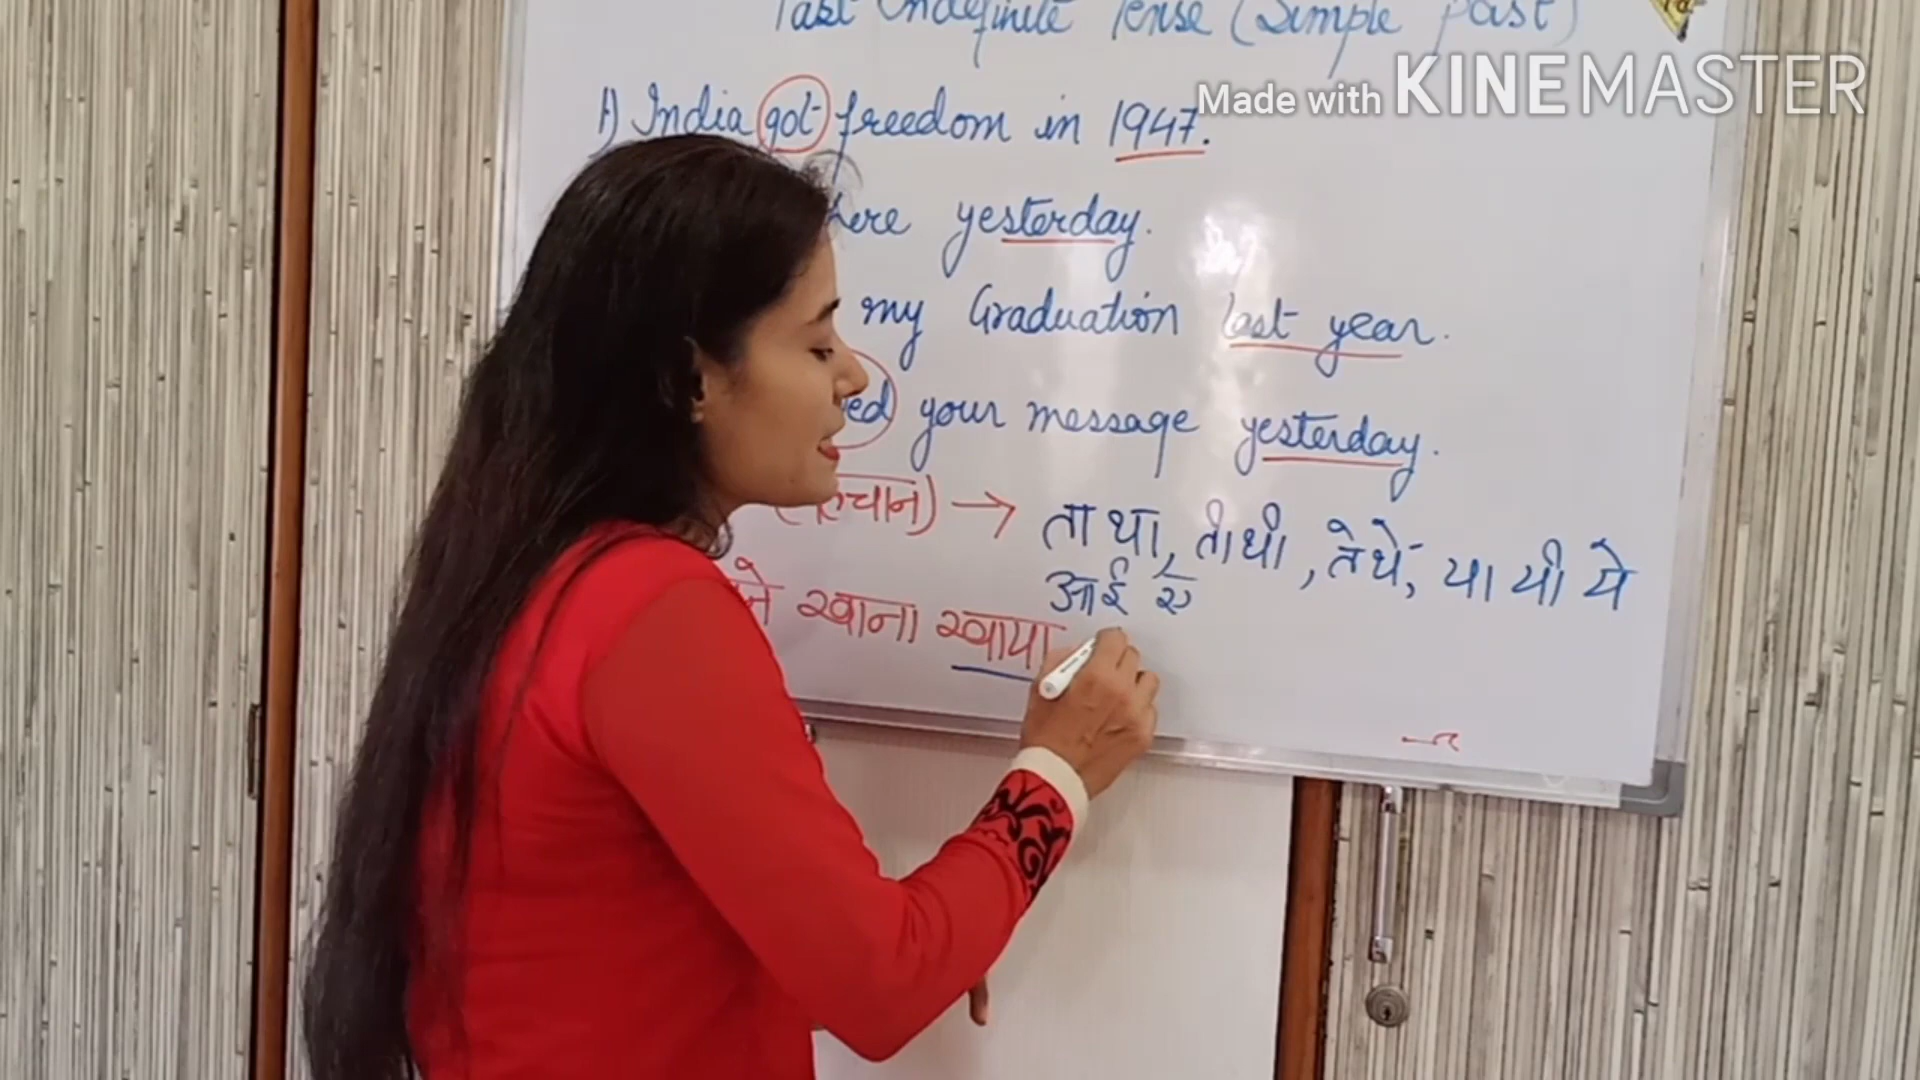 Past Indefinite Tense (Simple Past)
Made with KINEMASTER
1) India got freedom in 1947.
here yesterday.
my Graduation last year.
ed your message yesterday.
चान) → ता था, ती थी, ते थे, या यी ये
आ ई ए
ने खाना खाया